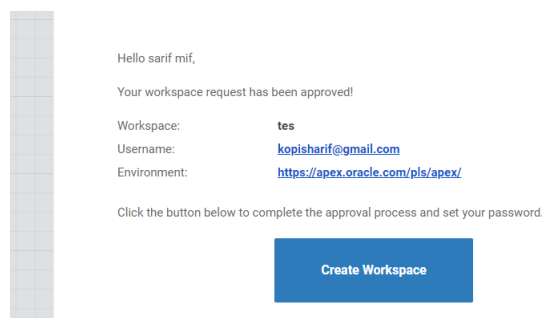 Hello sarif mif,
Your workspace request has been approved!
Workspace: tes
Username: kopisharif@gmail.com
Environment: https://apex.oracle.com/pls/apex/
Click the button below to complete the approval process and set your password.
Create Workspace